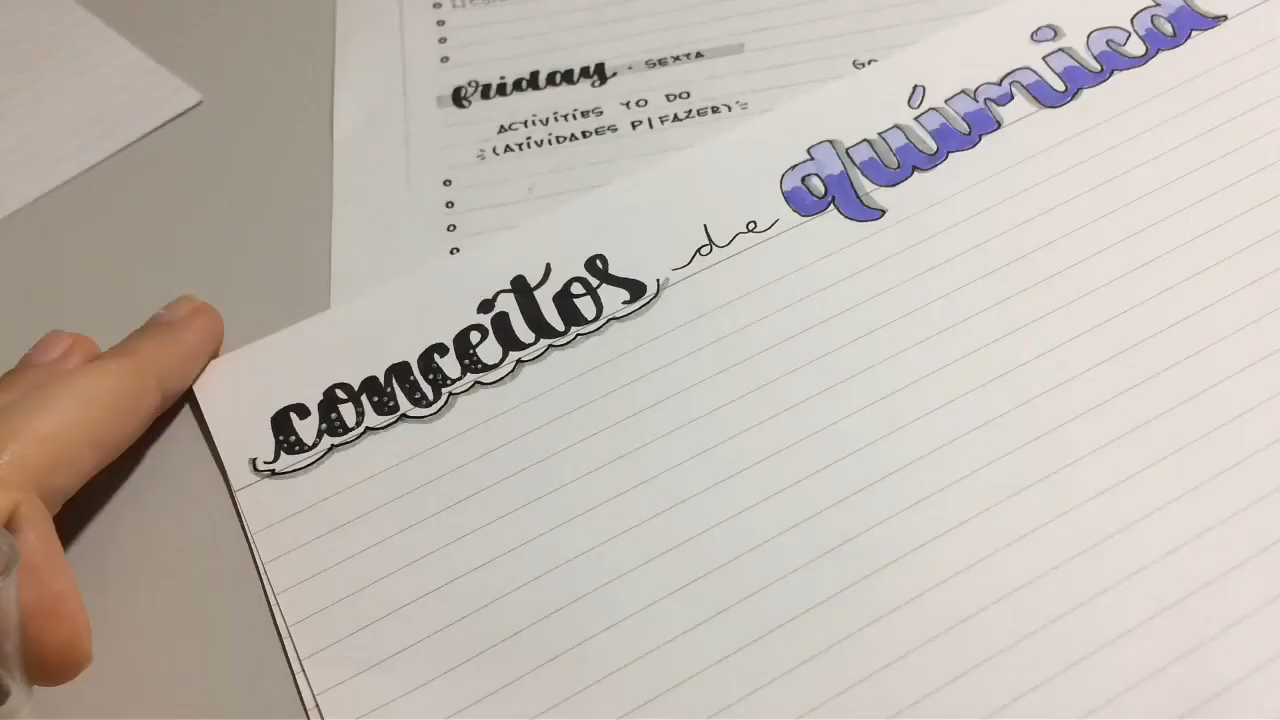 friday. SEXTA
ACTIVITIES TO DO
:(ATIVIDADES P|FAZER):
conceitos de química